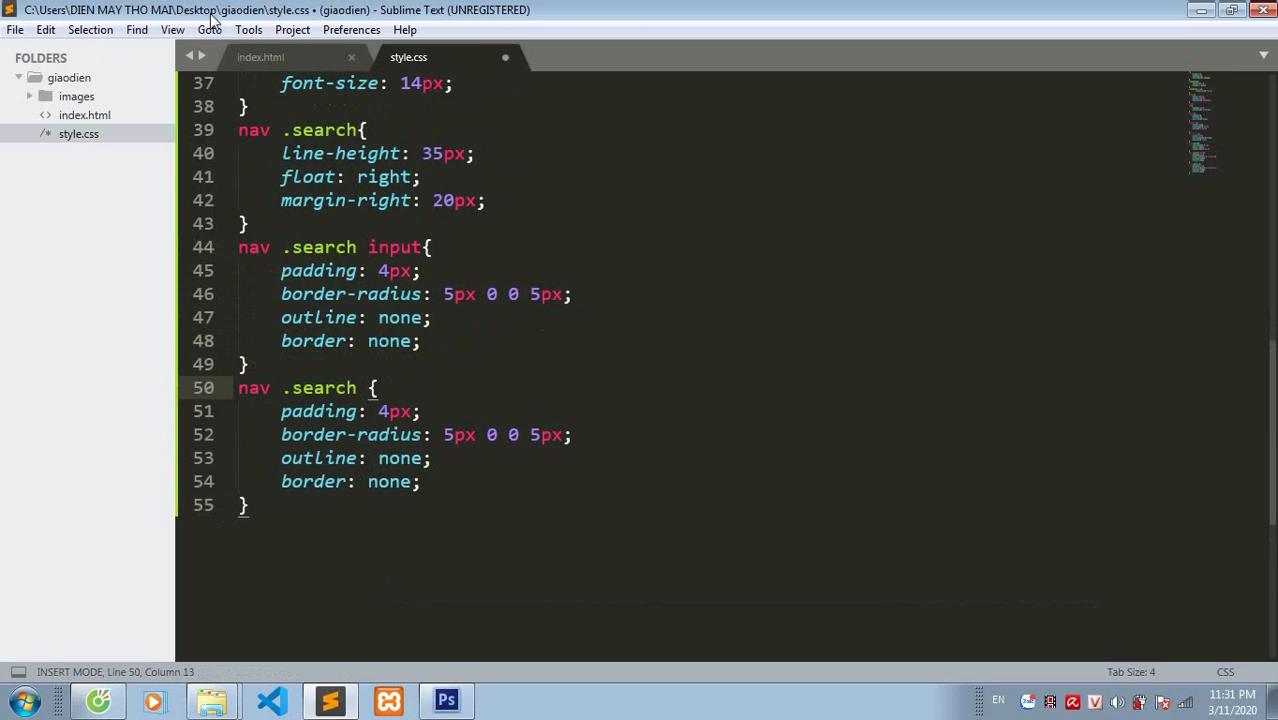 C:\Users\DIEN MAY THO MAI\Desktop\giaodien\style.css • (giaodien) - Sublime Text (UNREGISTERED)
File Edit Selection Find View Goto Tools Project Preferences Help
FOLDERS
giaodien
images
<> index.html
/* style.css
index.html × style.css
37 font-size: 14px;
38 }
39 nav .search{
40 line-height: 35px;
41 float: right;
42 margin-right: 20px;
43 }
44 nav .search input{
45 padding: 4px;
46 border-radius: 5px 0 0 5px;
47 outline: none;
48 border: none;
49 }
50 nav .search {
51 padding: 4px;
52 border-radius: 5px 0 0 5px;
53 outline: none;
54 border: none;
55 }
INSERT MODE, Line 50, Column 13 Tab Size: 4 CSS
Ps EN Zalo V 11:31 PM
3/11/2020